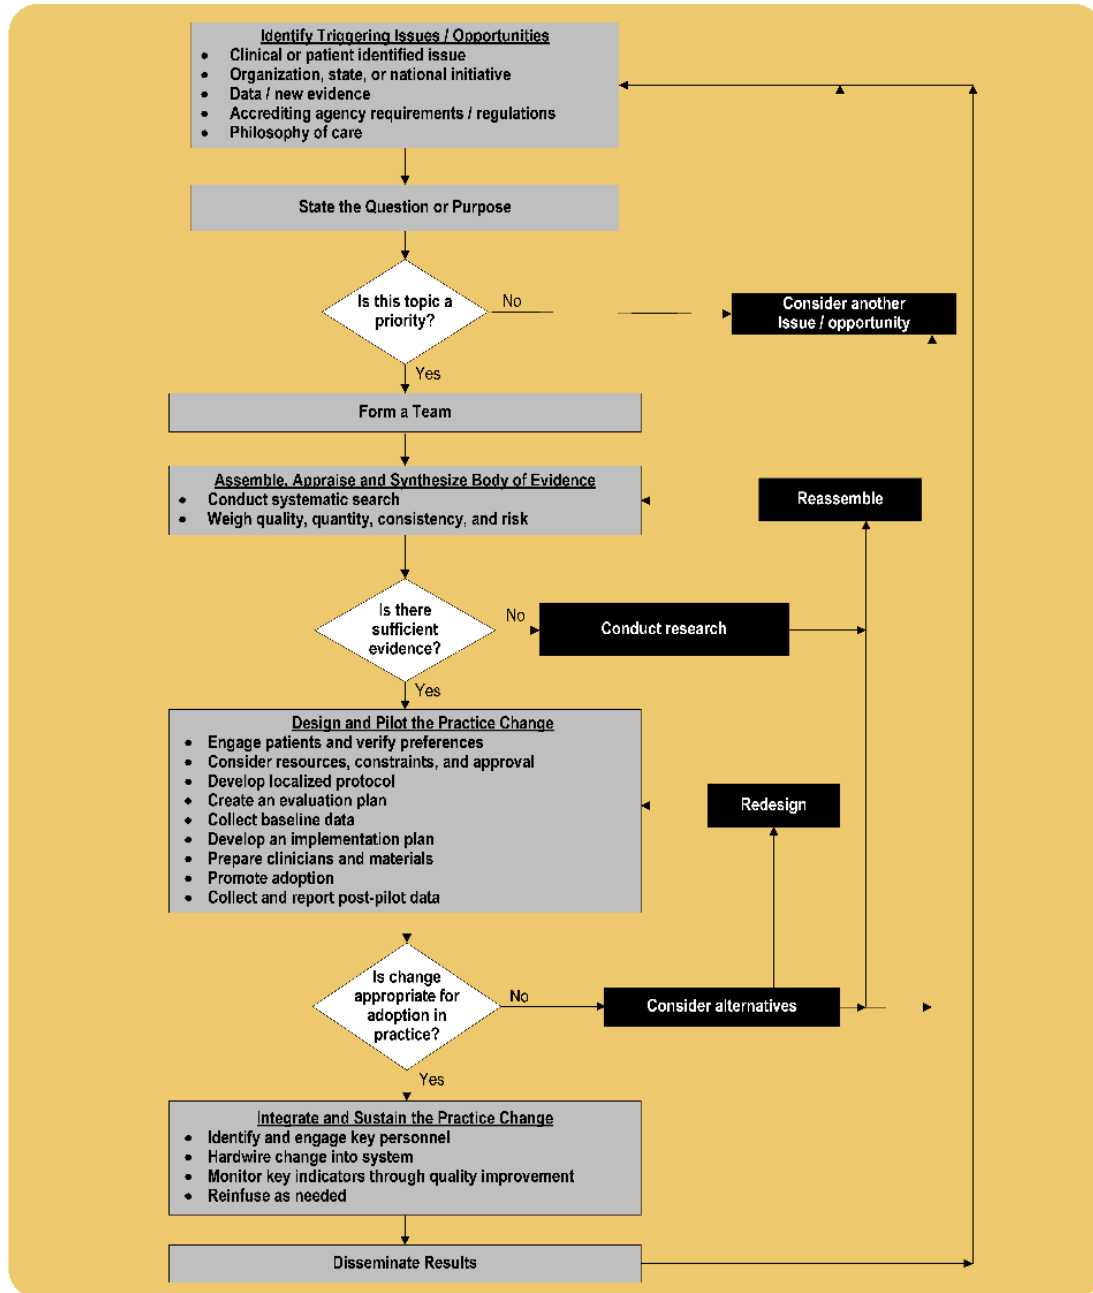 Identify Triggering Issues / Opportunities
• Clinical or patient identified issue
• Organization, state, or national initiative
• Data / new evidence
• Accrediting agency requirements / regulations
• Philosophy of care
State the Question or Purpose
Is this topic a
priority?
No
Consider another
Issue / opportunity
Yes
Form a Team
Assemble, Appraise and Synthesize Body of Evidence
• Conduct systematic search
• Weigh quality, quantity, consistency, and risk
Reassemble
Is there
sufficient
evidence?
No
Conduct research
Yes
Design and Pilot the Practice Change
• Engage patients and verify preferences
• Consider resources, constraints, and approval
• Develop localized protocol
• Create an evaluation plan
• Collect baseline data
• Develop an implementation plan
• Prepare clinicians and materials
• Promote adoption
• Collect and report post-pilot data
Redesign
Is change
appropriate for
adoption in
practice?
No
Consider alternatives
Yes
Integrate and Sustain the Practice Change
• Identify and engage key personnel
• Hardwire change into system
• Monitor key indicators through quality improvement
• Reinfuse as needed
Disseminate Results